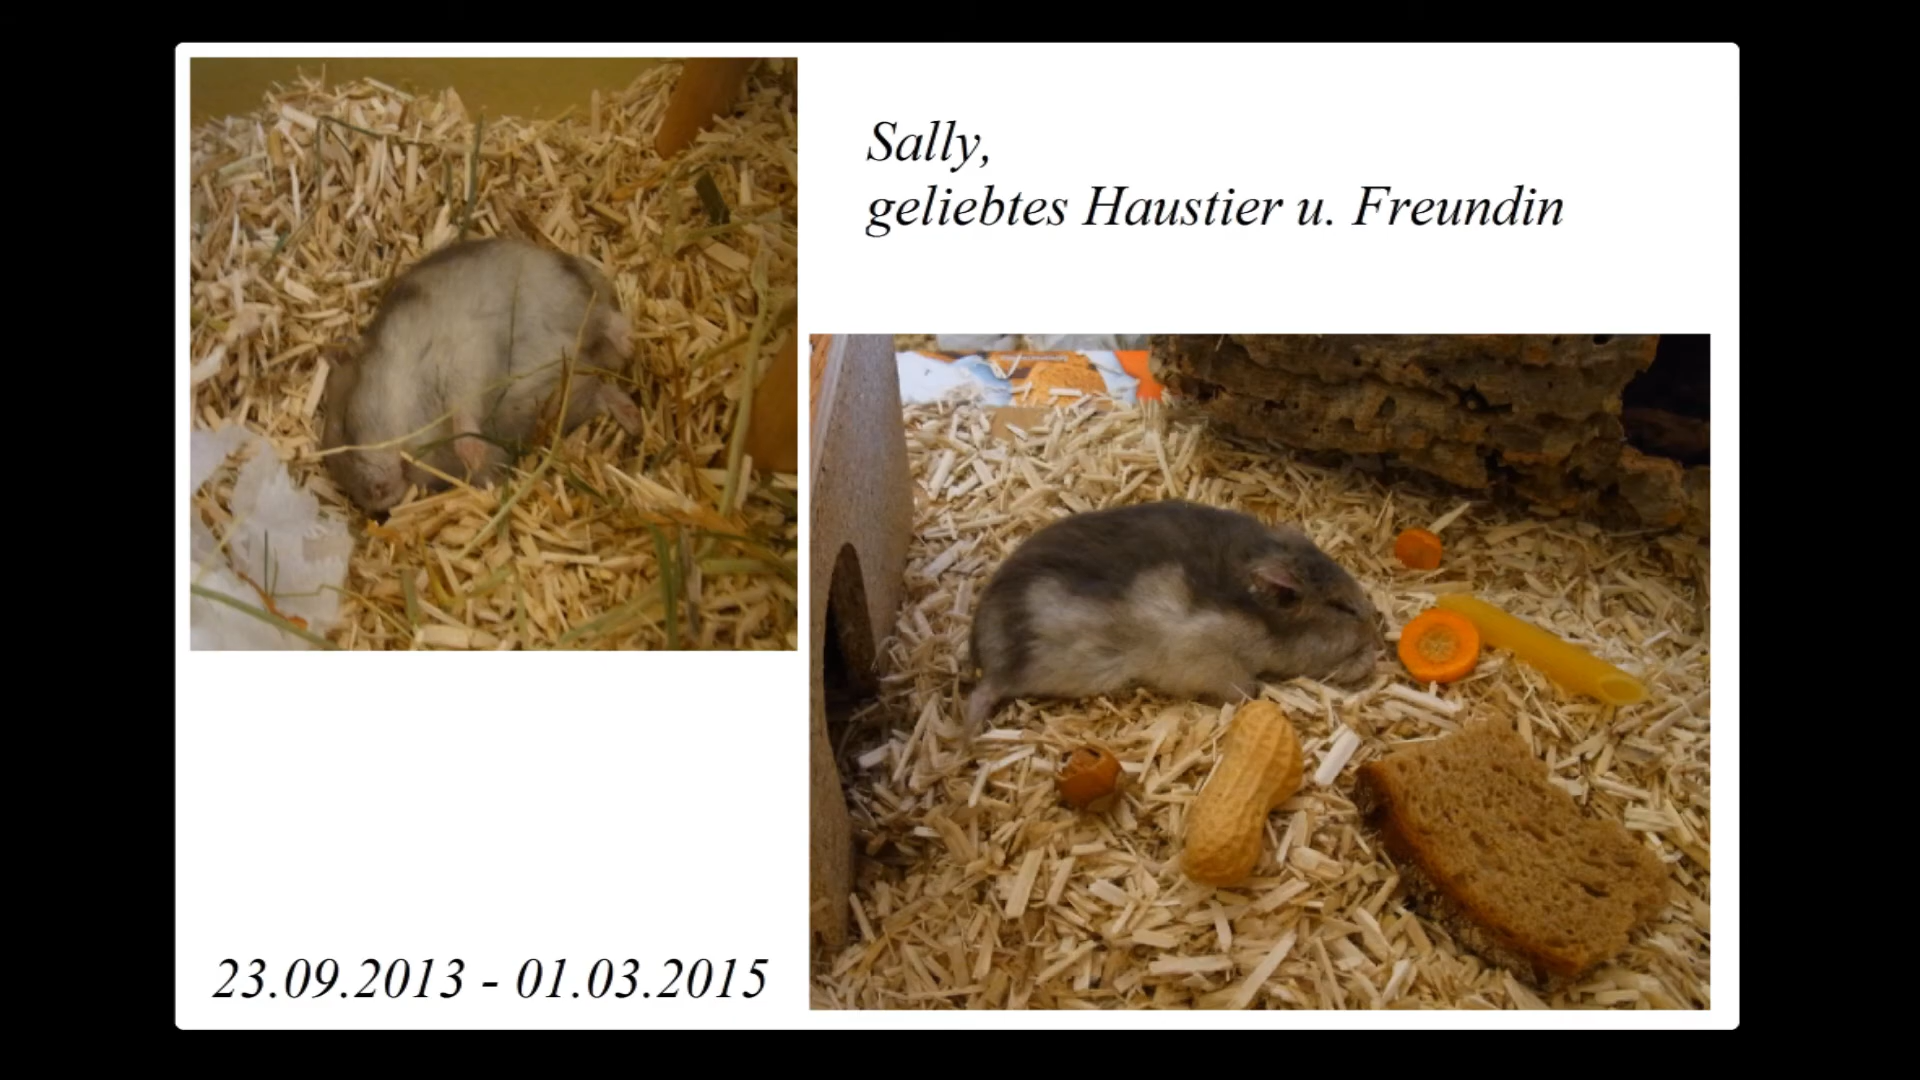 Sally,
geliebtes Haustier u. Freundin
23.09.2013 - 01.03.2015